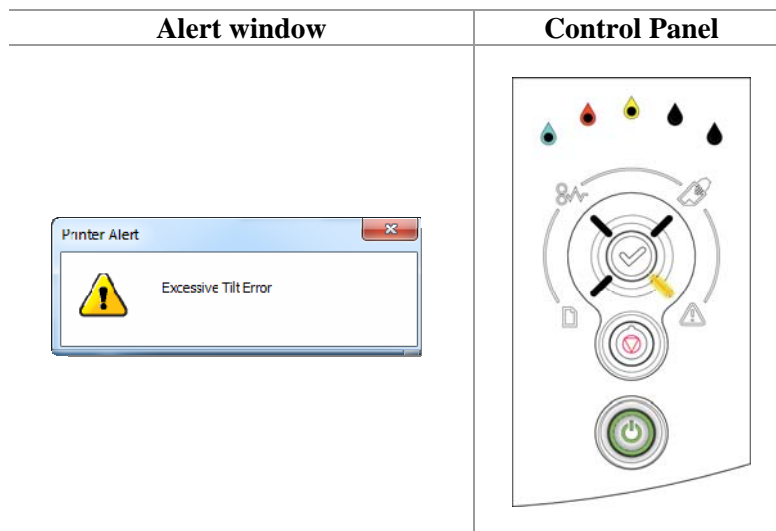 Alert window
Control Panel
Printer Alert
Excessive Tilt Error